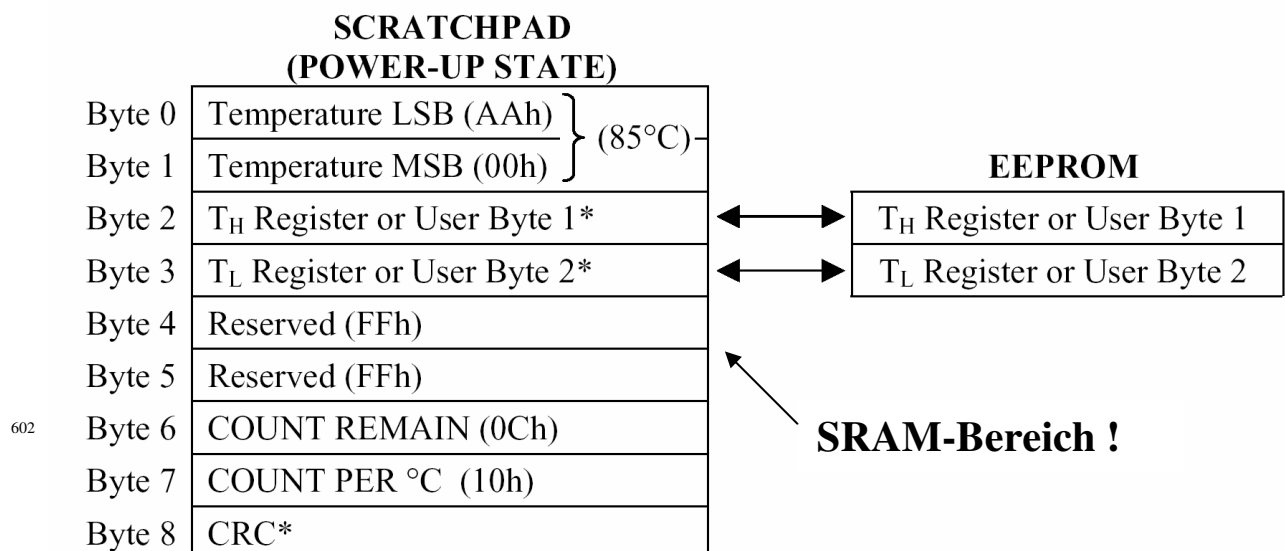 SCRATCHPAD
(POWER-UP STATE)
Byte 0 Temperature LSB (AAh)
(85°C)
Byte 1 Temperature MSB (00h)
EEPROM
Byte 2 TH Register or User Byte 1* TH Register or User Byte 1
Byte 3 TL Register or User Byte 2* TL Register or User Byte 2
Byte 4 Reserved (FFh)
Byte 5 Reserved (FFh)
602 Byte 6 COUNT REMAIN (0Ch)
SRAM-Bereich !
Byte 7 COUNT PER °C (10h)
Byte 8 CRC*